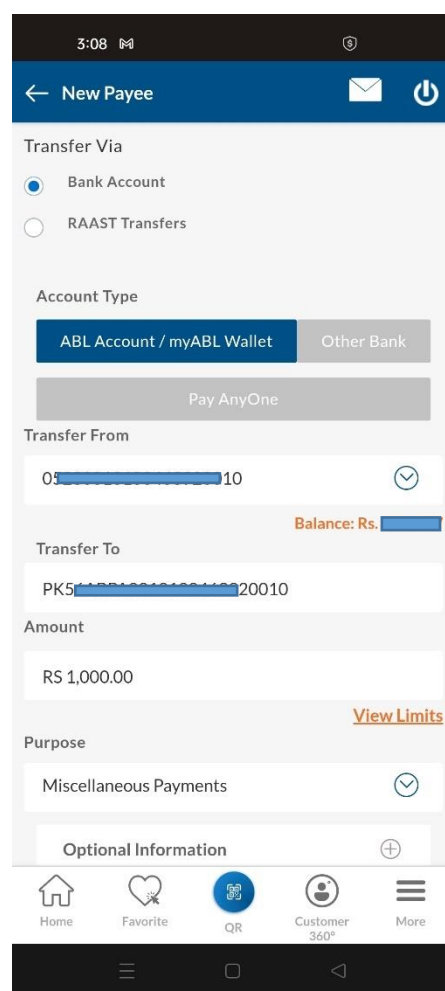 3:08
New Payee
Transfer Via
Bank Account
RAAST Transfers
Account Type
ABL Account / myABL Wallet Other Bank
Pay AnyOne
Transfer From
10
Balance: Rs.
Transfer To
PK5 20010
Amount
RS 1,000.00
View Limits
Purpose
Miscellaneous Payments
Optional Information
Home Favorite QR Customer 360° More